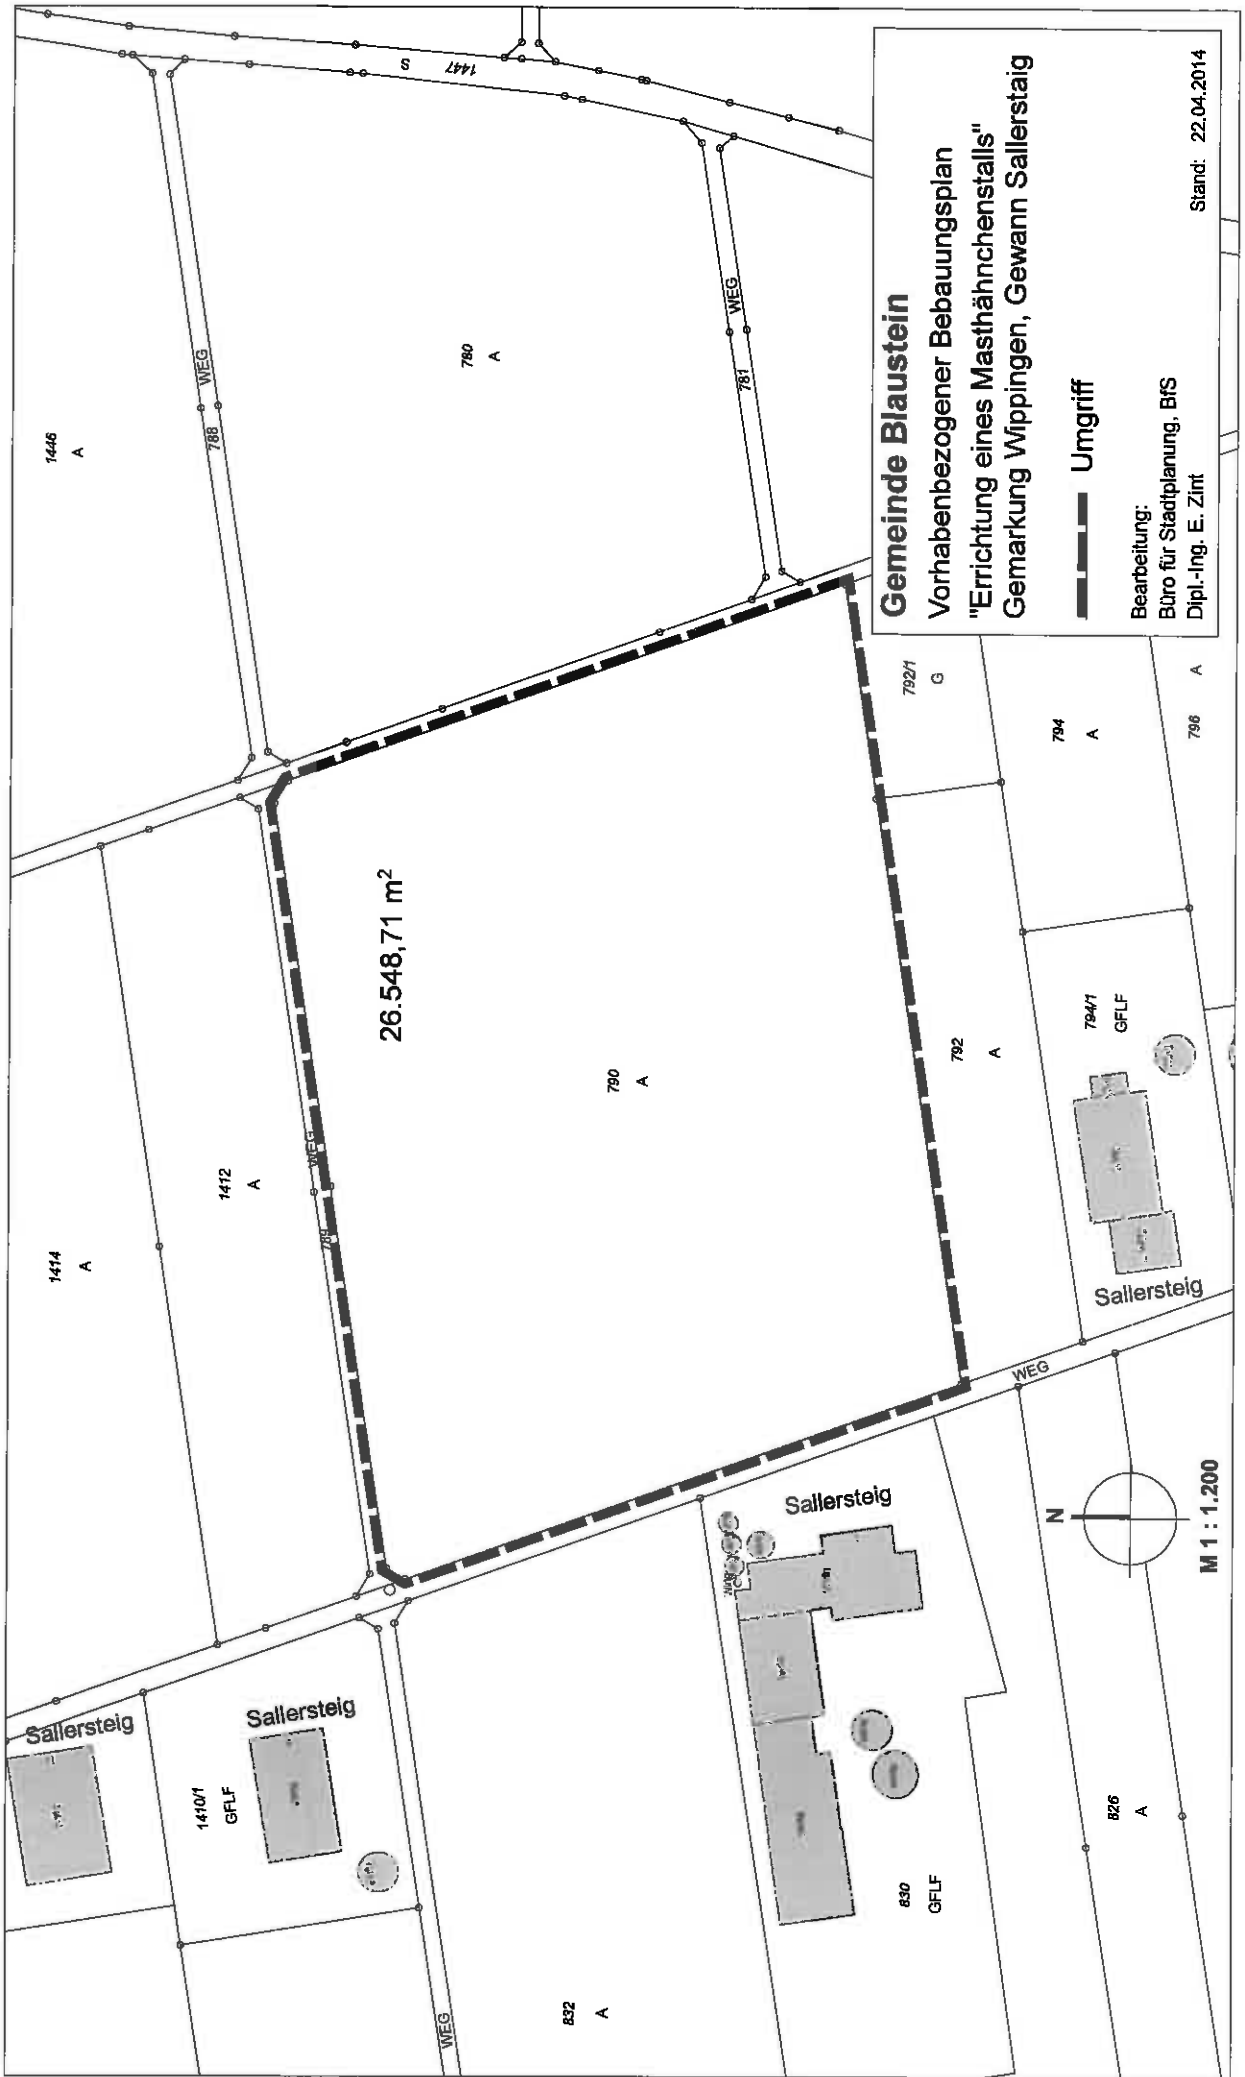 1446
A
WEG
788
S
1447
780
A
WEG
781
1414
A
1412
A
WEG
789
26.548,71 m²
790
A
Sallersteig
1410/1
GFLF
Sallersteig
WEG
832
A
Sallersteig
830
GFLF
826
A
WEG
792
A
792/1
G
794
A
796
A
794/1
GFLF
Sallersteig
N
M 1 : 1.200
Gemeinde Blaustein
Vorhabenbezogener Bebauungsplan
"Errichtung eines Masthähnchenstalls"
Gemarkung Wippingen, Gewann Sallerstaig
Umgriff
Bearbeitung:
Büro für Stadtplanung, BfS
Dipl.-Ing. E. Zint
Stand: 22.04.2014